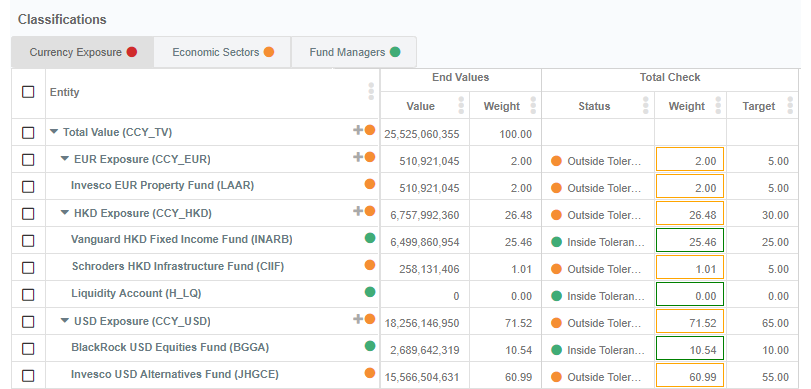 Classifications
Currency Exposure Economic Sectors Fund Managers
End Values Total Check
Entity Value Weight Status Weight Target
Total Value (CCY_TV) 25,525,060,355 100.00
EUR Exposure (CCY_EUR) 510,921,045 2.00 Outside Toler... 2.00 5.00
Invesco EUR Property Fund (LAAR) 510,921,045 2.00 Outside Toler... 2.00 5.00
HKD Exposure (CCY_HKD) 6,757,992,360 26.48 Outside Toler... 26.48 30.00
Vanguard HKD Fixed Income Fund (INARB) 6,499,860,954 25.46 Inside Toleran... 25.46 25.00
Schroders HKD Infrastructure Fund (CIIF) 258,131,406 1.01 Outside Toler... 1.01 5.00
Liquidity Account (H_LQ) 0 0.00 Inside Toleran... 0.00 0.00
USD Exposure (CCY_USD) 18,256,146,950 71.52 Outside Toler... 71.52 65.00
BlackRock USD Equities Fund (BGGA) 2,689,642,319 10.54 Inside Toleran... 10.54 10.00
Invesco USD Alternatives Fund (JHGCE) 15,566,504,631 60.99 Outside Toler... 60.99 55.00